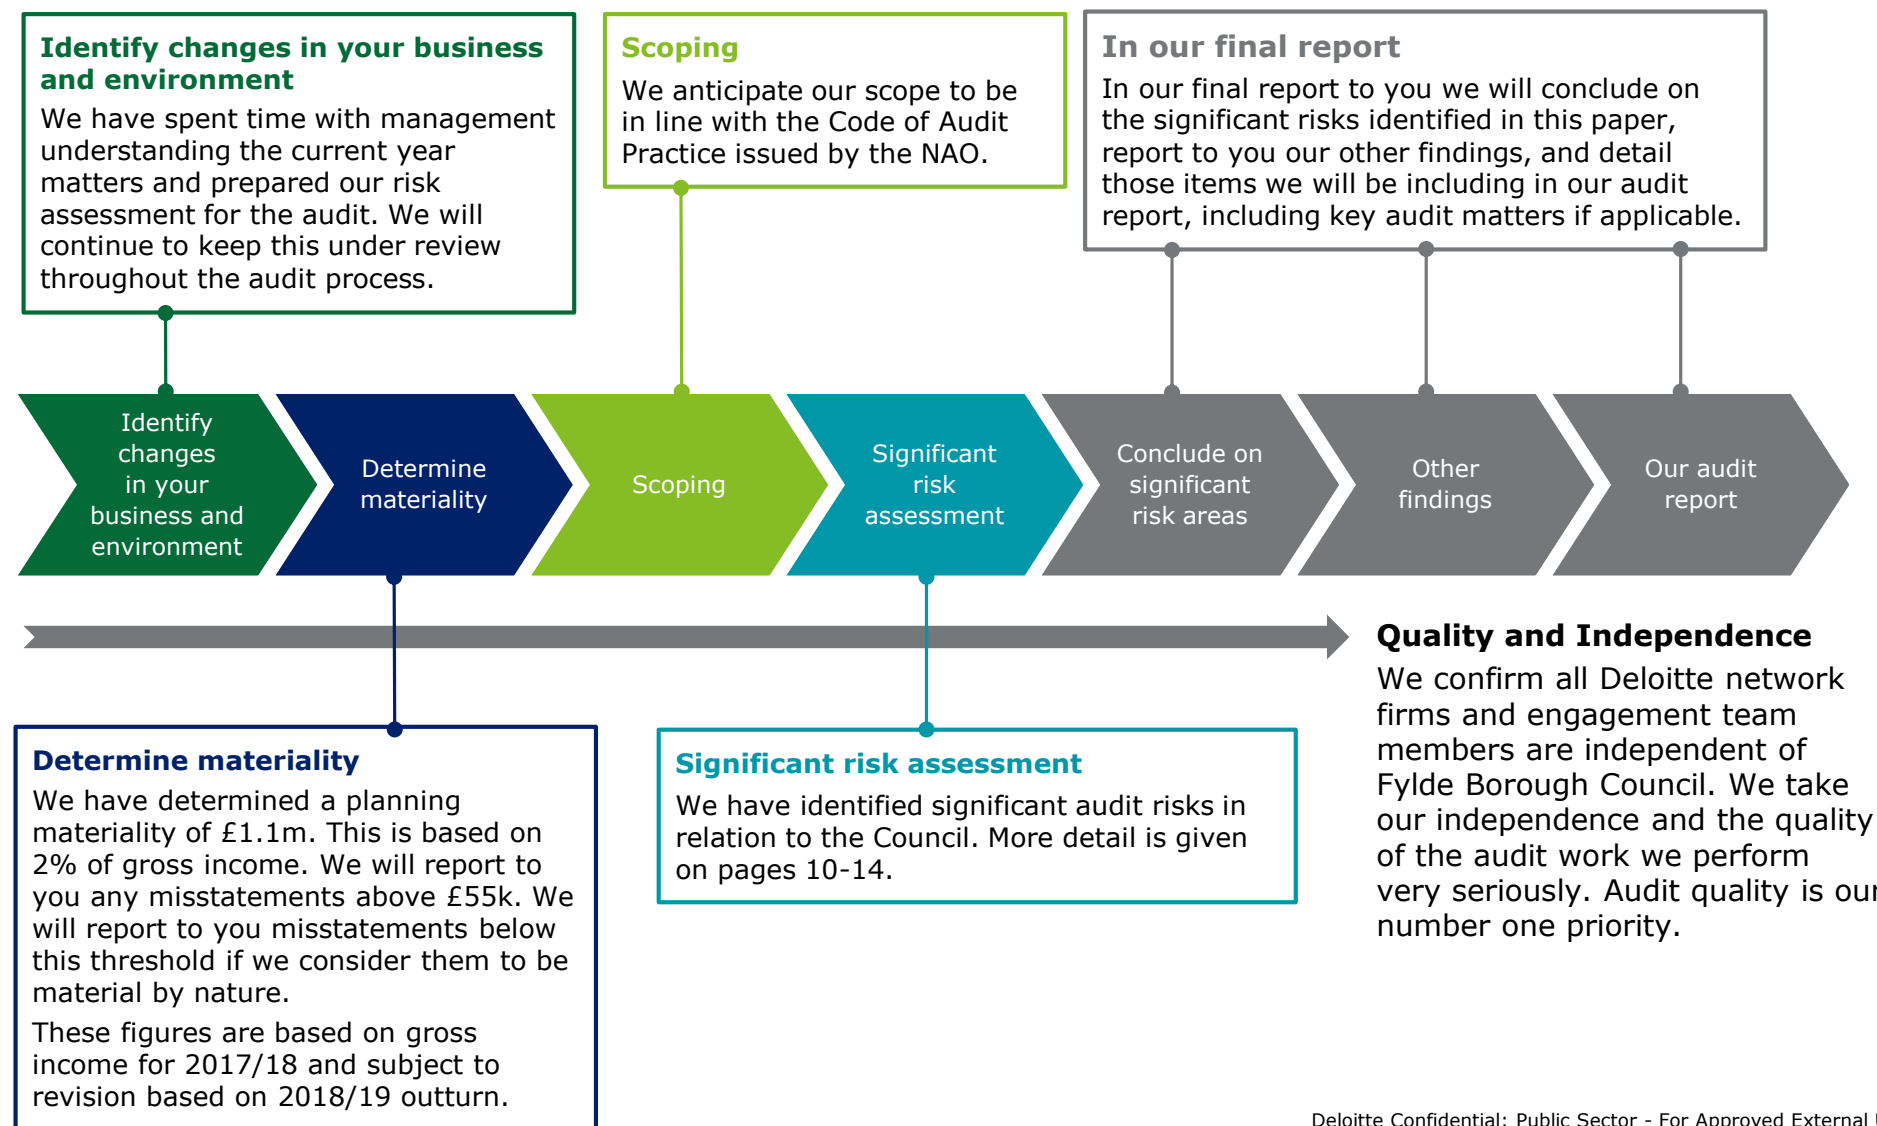 Identify changes in your business
and environment
We have spent time with management
understanding the current year
matters and prepared our risk
assessment for the audit. We will
continue to keep this under review
throughout the audit process.
Scoping
We anticipate our scope to be
in line with the Code of Audit
Practice issued by the NAO.
In our final report
In our final report to you we will conclude on
the significant risks identified in this paper,
report to you our other findings, and detail
those items we will be including in our audit
report, including key audit matters if applicable.
Identify
changes
in your
business and
environment
Determine
materiality
Scoping
Significant
risk
assessment
Conclude on
significant
risk areas
Other
findings
Our audit
report
Determine materiality
We have determined a planning
materiality of £1.1m. This is based on
2% of gross income. We will report to
you any misstatements above £55k. We
will report to you misstatements below
this threshold if we consider them to be
material by nature.
These figures are based on gross
income for 2017/18 and subject to
revision based on 2018/19 outturn.
Significant risk assessment
We have identified significant audit risks in
relation to the Council. More detail is given
on pages 10-14.
Quality and Independence
We confirm all Deloitte network
firms and engagement team
members are independent of
Fylde Borough Council. We take
our independence and the quality
of the audit work we perform
very seriously. Audit quality is our
number one priority.
Deloitte Confidential: Public Sector - For Approved External